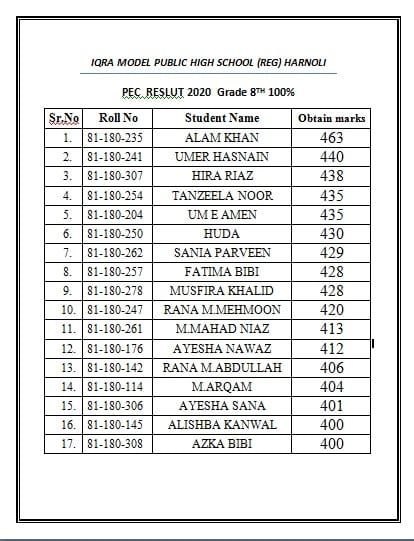 IQRA MODEL PUBLIC HIGH SCHOOL (REG) HARNOLI
PEC RESLUT 2020 Grade 8TH 100%
Sr.No Roll No Student Name Obtain marks
1. 81-180-235 ALAM KHAN 463
2. 81-180-241 UMER HASNAIN 440
3. 81-180-307 HIRA RIAZ 438
4. 81-180-254 TANZEELA NOOR 435
5. 81-180-204 UM E AMEN 435
6. 81-180-250 HUDA 430
7. 81-180-262 SANIA PARVEEN 429
8. 81-180-257 FATIMA BIBI 428
9. 81-180-278 MUSFIRA KHALID 428
10. 81-180-247 RANA M.MEHMOON 420
11. 81-180-261 M.MAHAD NIAZ 413
12. 81-180-176 AYESHA NAWAZ 412
13. 81-180-142 RANA M.ABDULLAH 406
14. 81-180-114 M.ARQAM 404
15. 81-180-306 AYESHA SANA 401
16. 81-180-145 ALISHBA KANWAL 400
17. 81-180-308 AZKA BIBI 400